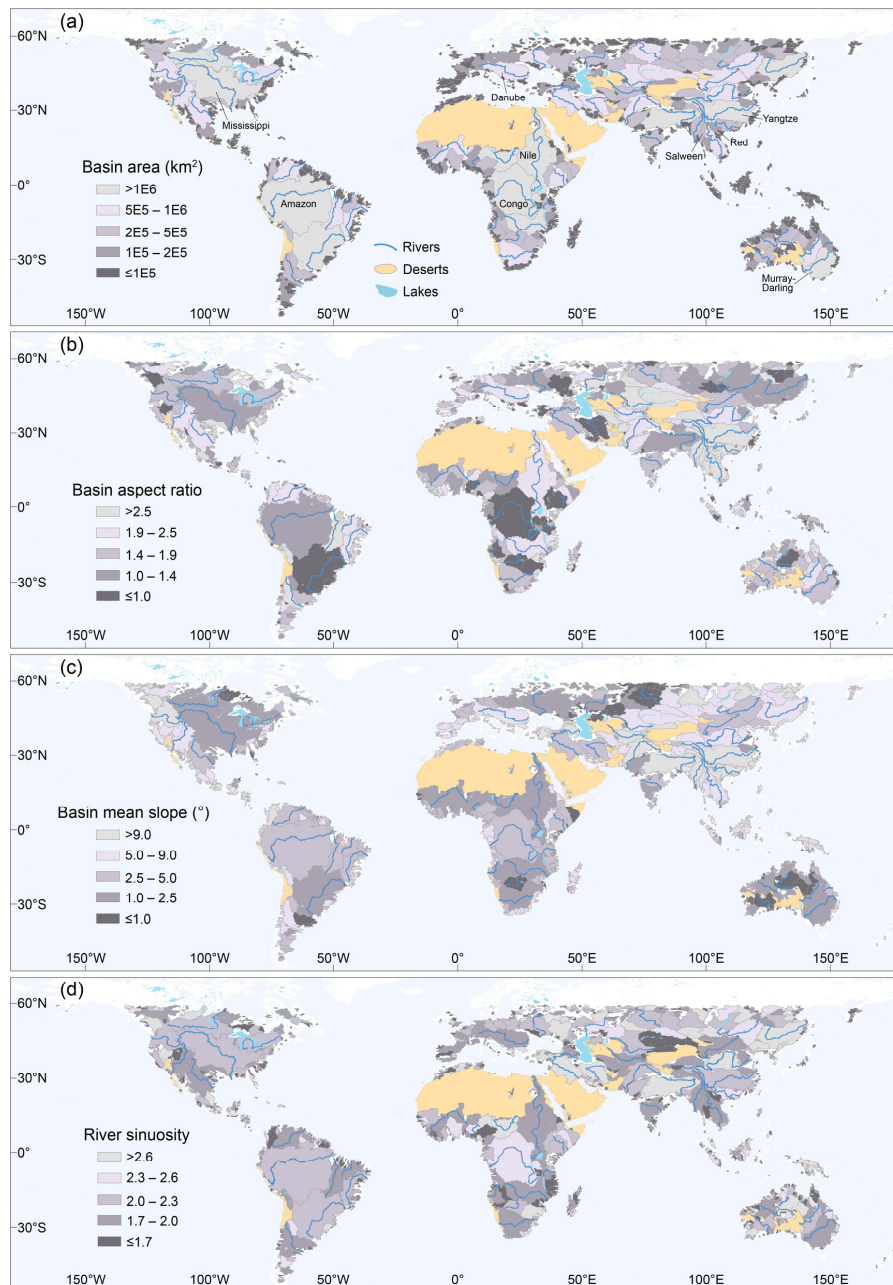 (a)
60°N
30°N
0°
30°S
Mississippi
Amazon
Danube
Nile
Congo
Yangtze
Red
Salween
Murray-
Darling
Basin area (km²)
>1E6
5E5 – 1E6
2E5 – 5E5
1E5 – 2E5
≤1E5
Rivers
Deserts
Lakes
150°W 100°W 50°W 0° 50°E 100°E 150°E
(b)
60°N
30°N
0°
30°S
Basin aspect ratio
>2.5
1.9 – 2.5
1.4 – 1.9
1.0 – 1.4
≤1.0
150°W 100°W 50°W 0° 50°E 100°E 150°E
(c)
60°N
30°N
0°
30°S
Basin mean slope (°)
>9.0
5.0 – 9.0
2.5 – 5.0
1.0 – 2.5
≤1.0
150°W 100°W 50°W 0° 50°E 100°E 150°E
(d)
60°N
30°N
0°
30°S
River sinuosity
>2.6
2.3 – 2.6
2.0 – 2.3
1.7 – 2.0
≤1.7
150°W 100°W 50°W 0° 50°E 100°E 150°E